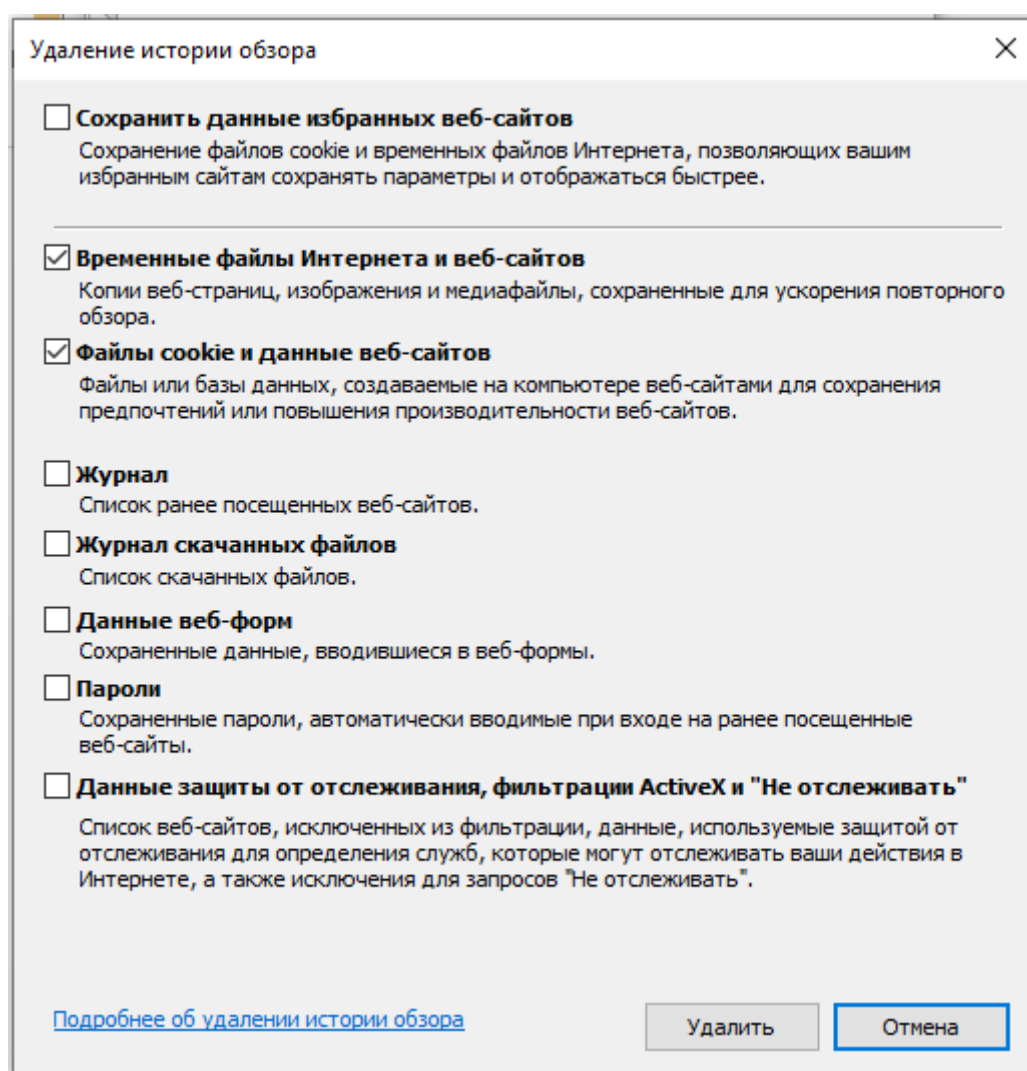 Удаление истории обзора
Сохранить данные избранных веб-сайтов
Сохранение файлов cookie и временных файлов Интернета, позволяющих вашим
избранным сайтам сохранять параметры и отображаться быстрее.
Временные файлы Интернета и веб-сайтов
Копии веб-страниц, изображения и медиафайлы, сохраненные для ускорения повторного
обзора.
Файлы cookie и данные веб-сайтов
Файлы или базы данных, создаваемые на компьютере веб-сайтами для сохранения
предпочтений или повышения производительности веб-сайтов.
Журнал
Список ранее посещенных веб-сайтов.
Журнал скачанных файлов
Список скачанных файлов.
Данные веб-форм
Сохраненные данные, вводившиеся в веб-формы.
Пароли
Сохраненные пароли, автоматически вводимые при входе на ранее посещенные
веб-сайты.
Данные защиты от отслеживания, фильтрации ActiveX и "Не отслеживать"
Список веб-сайтов, исключенных из фильтрации, данные, используемые защитой от
отслеживания для определения служб, которые могут отслеживать ваши действия в
Интернете, а также исключения для запросов "Не отслеживать".
Подробнее об удалении истории обзора
Удалить
Отмена